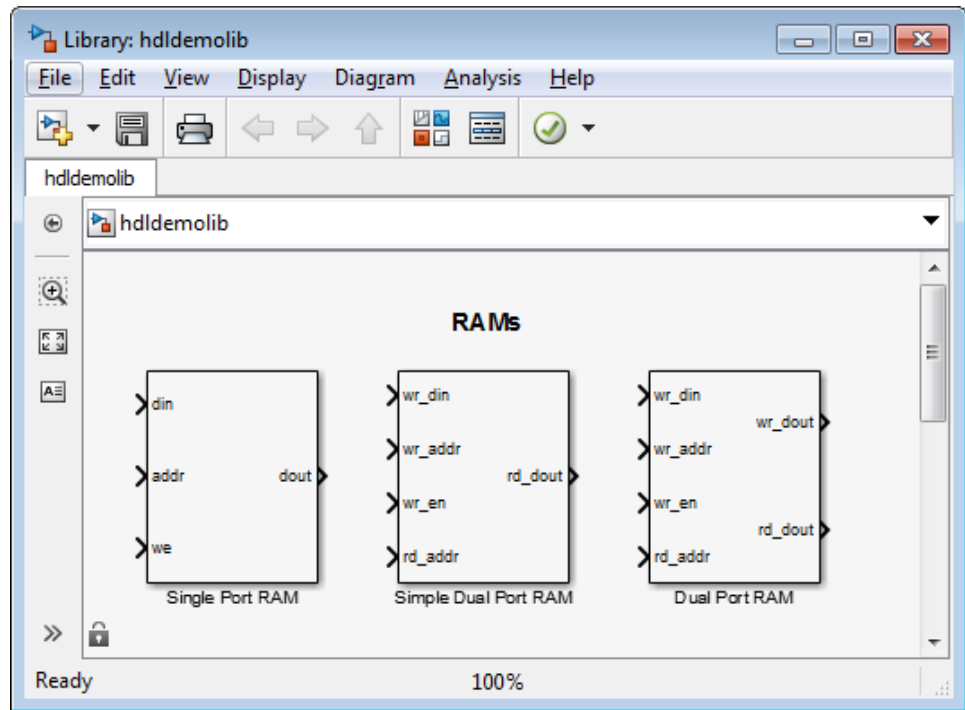 Library: hdldemolib
File Edit View Display Diagram Analysis Help
hdldemolib
hdldemolib
RAMs
din
addr
we
dout
Single Port RAM
wr_din
wr_addr
wr_en
rd_addr
rd_dout
Simple Dual Port RAM
wr_din
wr_addr
wr_en
rd_addr
wr_dout
rd_dout
Dual Port RAM
Ready 100%